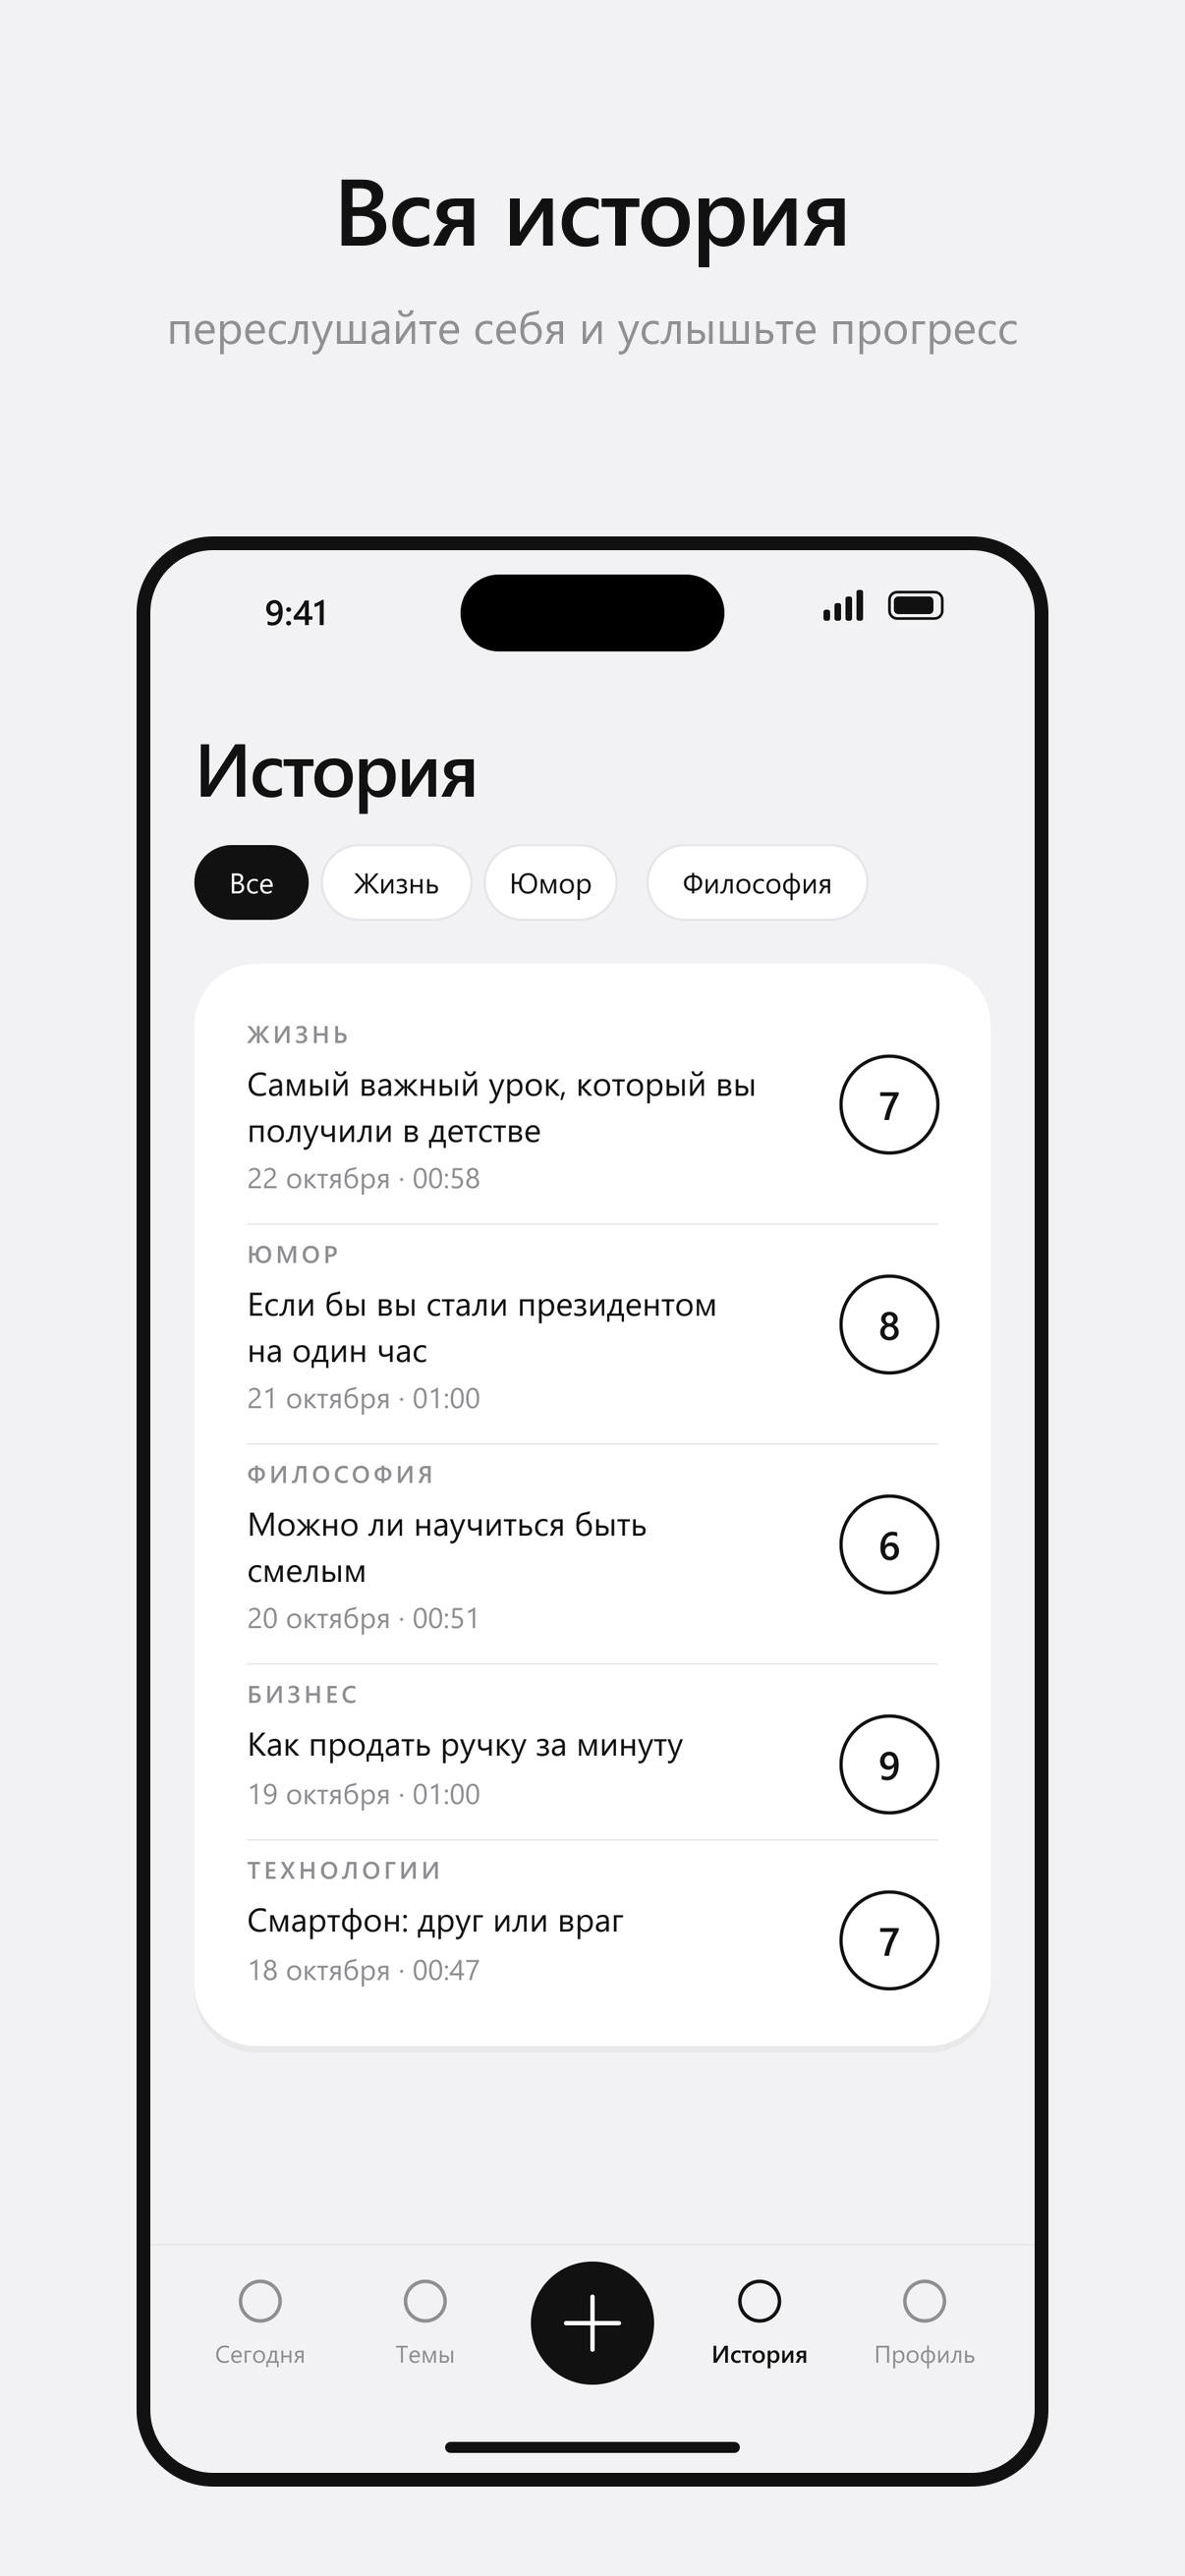 Вся история
переслушайте себя и услышьте прогресс
9:41
История
Все Жизнь Юмор Философия
ЖИЗНЬ
Самый важный урок, который вы
получили в детстве
22 октября · 00:58
7
ЮМОР
Если бы вы стали президентом
на один час
21 октября · 01:00
8
ФИЛОСОФИЯ
Можно ли научиться быть
смелым
20 октября · 00:51
6
БИЗНЕС
Как продать ручку за минуту
19 октября · 01:00
9
ТЕХНОЛОГИИ
Смартфон: друг или враг
18 октября · 00:47
7
Сегодня Темы История Профиль